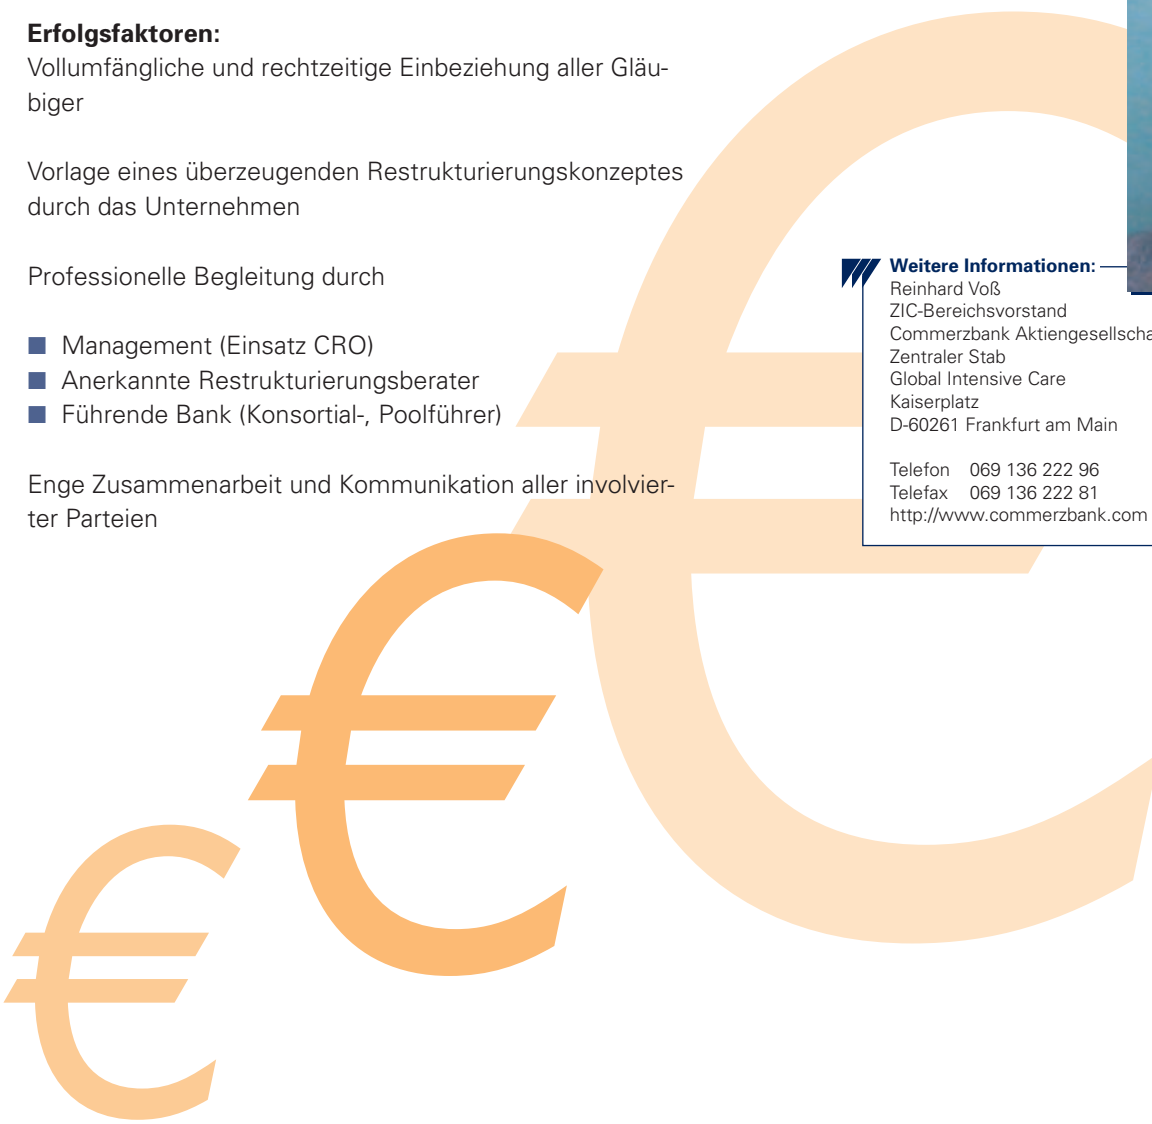 Erfolgsfaktoren:
Vollumfängliche und rechtzeitige Einbeziehung aller Gläu-
biger
Vorlage eines überzeugenden Restrukturierungskonzeptes
durch das Unternehmen
Professionelle Begleitung durch
■ Management (Einsatz CRO)
■ Anerkannte Restrukturierungsberater
■ Führende Bank (Konsortial-, Poolführer)
Enge Zusammenarbeit und Kommunikation aller involvier-
ter Parteien
Weitere Informationen:
Reinhard Voß
ZIC-Bereichsvorstand
Commerzbank Aktiengesellscha
Zentraler Stab
Global Intensive Care
Kaiserplatz
D-60261 Frankfurt am Main
Telefon 069 136 222 96
Telefax 069 136 222 81
http://www.commerzbank.com
€
€
€